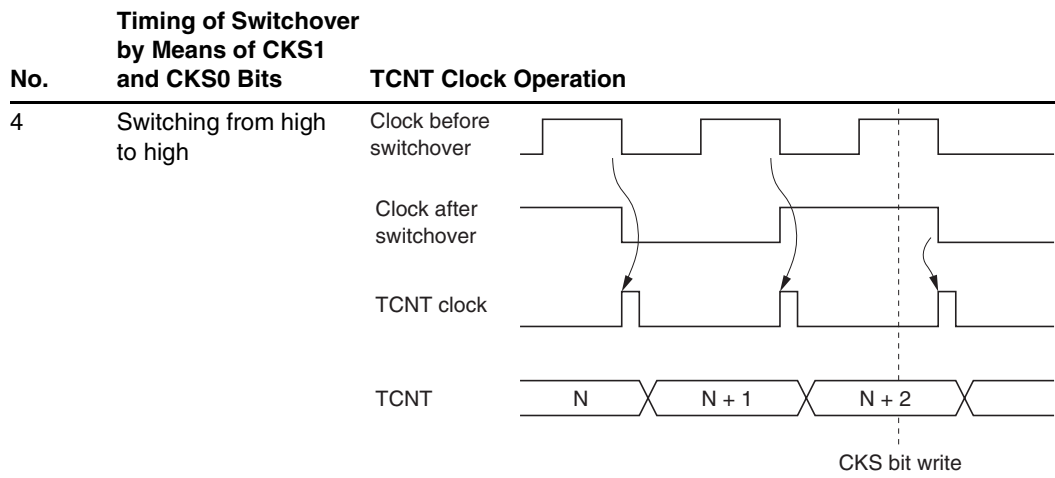 Timing of Switchover
by Means of CKS1
No. and CKS0 Bits TCNT Clock Operation
4 Switching from high
to high
Clock before
switchover
Clock after
switchover
TCNT clock
TCNT N N + 1 N + 2
CKS bit write